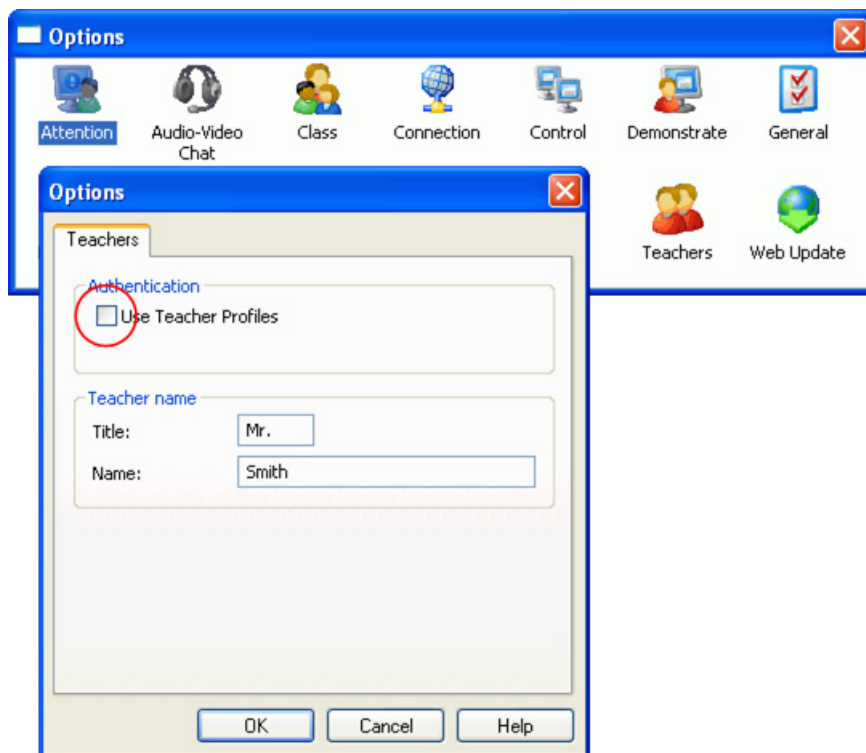 Options
Attention
Audio-Video
Chat
Class
Connection
Control
Demonstrate
General
Teachers
Web Update
Options
Teachers
Authentication
Use Teacher Profiles
Teacher name
Title:
Mr.
Name:
Smith
OK
Cancel
Help